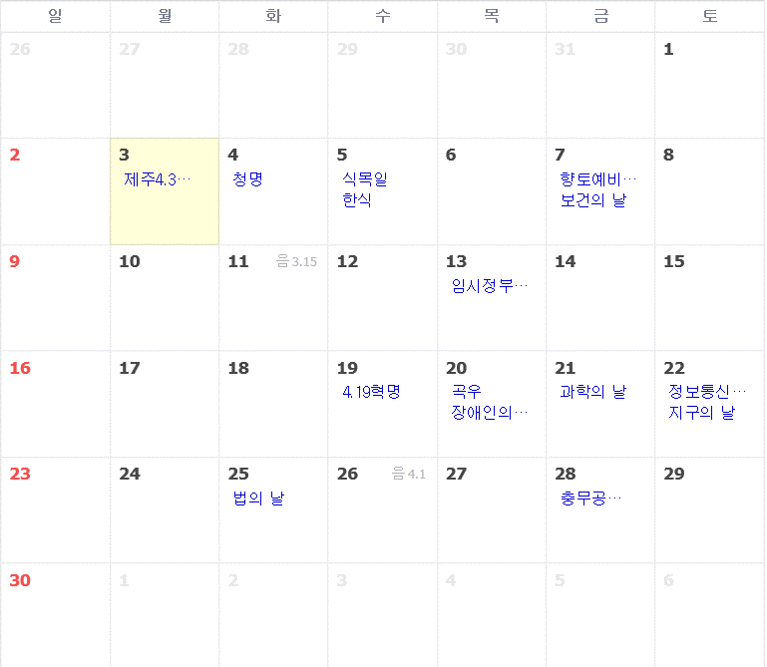 일 월 화 수 목 금 토
26 27 28 29 30 31 1
2 3 4 5 6 7 8
제주4.3… 청명 식목일 향토예비…
한식 보건의 날
9 10 11 음3.15 12 13 14 15
임시정부…
16 17 18 19 20 21 22
4.19혁명 곡우 과학의 날 정보통신…
장애인의… 지구의 날
23 24 25 26 음4.1 27 28 29
법의 날 충무공…
30 1 2 3 4 5 6